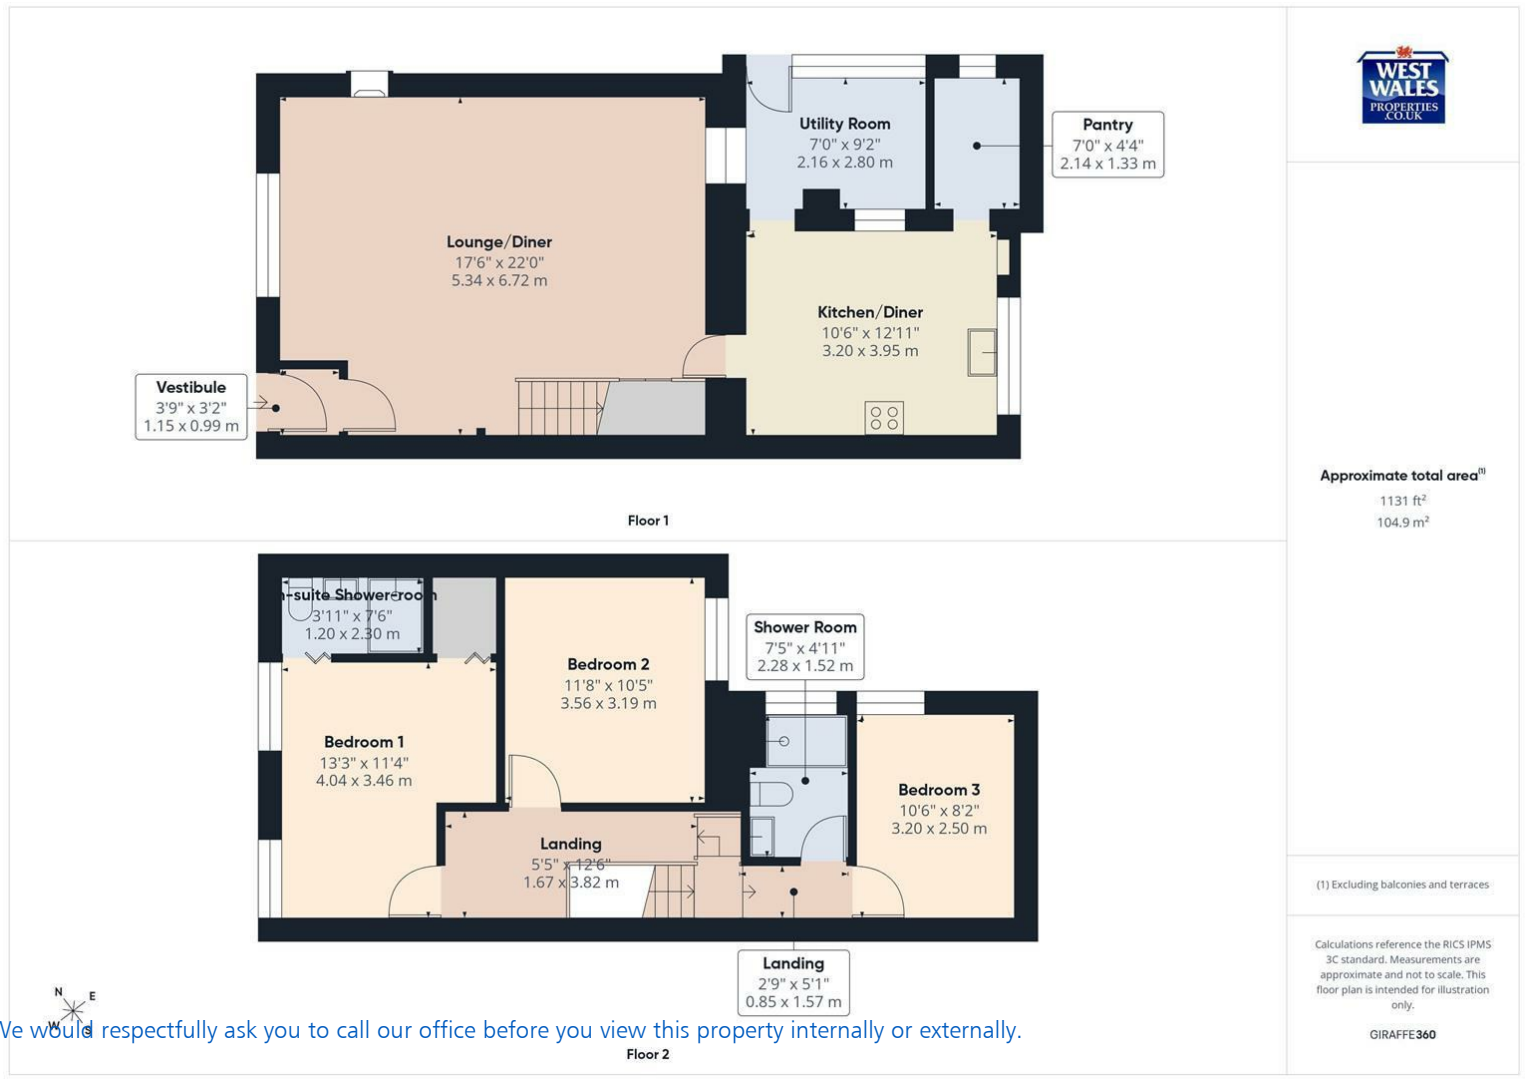 WEST
WALES
PROPERTIES
.CO.UK
Utility Room
7'0" x 9'2"
2.16 x 2.80 m
Pantry
7'0" x 4'4"
2.14 x 1.33 m
Lounge/Diner
17'6" x 22'0"
5.34 x 6.72 m
Kitchen/Diner
10'6" x 12'11"
3.20 x 3.95 m
Vestibule
3'9" x 3'2"
1.15 x 0.99 m
Floor 1
Approximate total area(1)
1131 ft²
104.9 m²
n-suite Shower-room
3'11" x 7'6"
1.20 x 2.30 m
Shower Room
7'5" x 4'11"
2.28 x 1.52 m
Bedroom 2
11'8" x 10'5"
3.56 x 3.19 m
Bedroom 1
13'3" x 11'4"
4.04 x 3.46 m
Bedroom 3
10'6" x 8'2"
3.20 x 2.50 m
Landing
5'5" x 12'6"
1.67 x 3.82 m
Landing
2'9" x 5'1"
0.85 x 1.57 m
(1) Excluding balconies and terraces
Calculations reference the RICS IPMS
3C standard. Measurements are
approximate and not to scale. This
floor plan is intended for illustration
only.
GIRAFFE360
N
E
W
S
We would respectfully ask you to call our office before you view this property internally or externally.
Floor 2